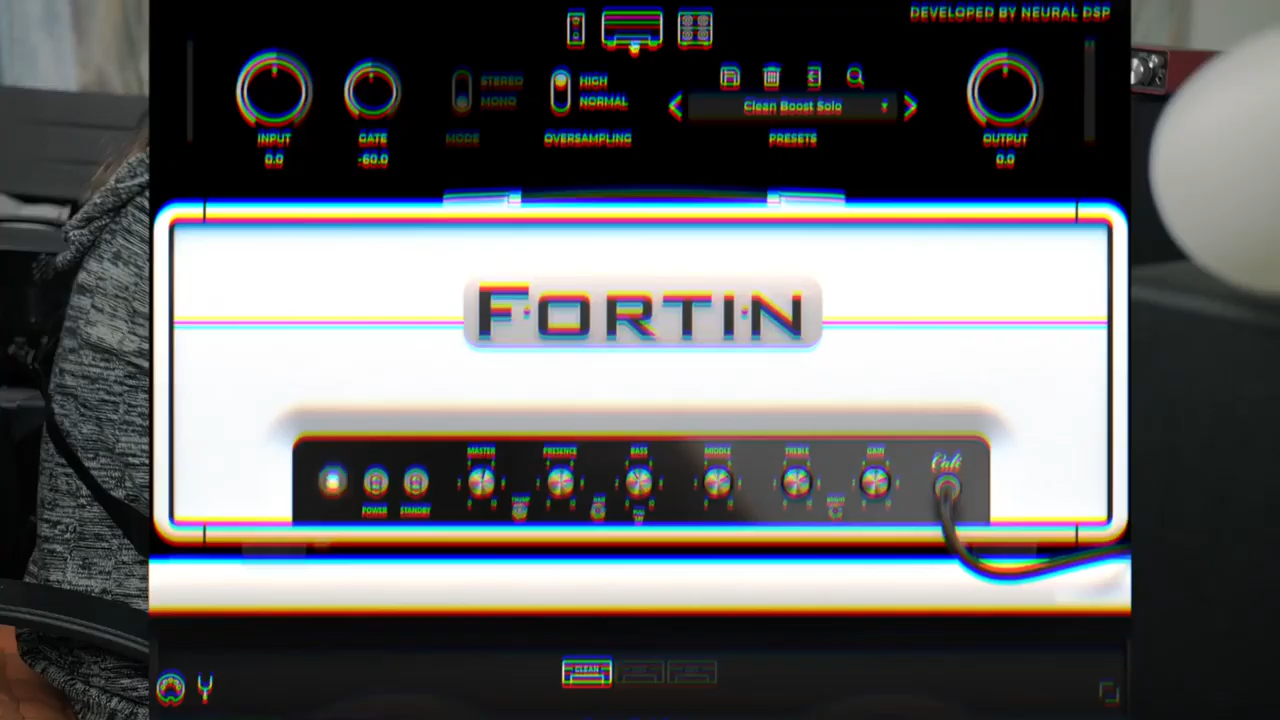 DEVELOPED BY NEURAL DSP
STEREO
MONO
MODE
HIGH
NORMAL
OVERSAMPLING
Clean Boost Solo
PRESETS
INPUT
0.0
GATE
-60.0
OUTPUT
0.0
FORTIN
MASTER
PRESENCE
BASS
MIDDLE
TREBLE
GAIN
Cali
POWER
STANDBY
CLEAN